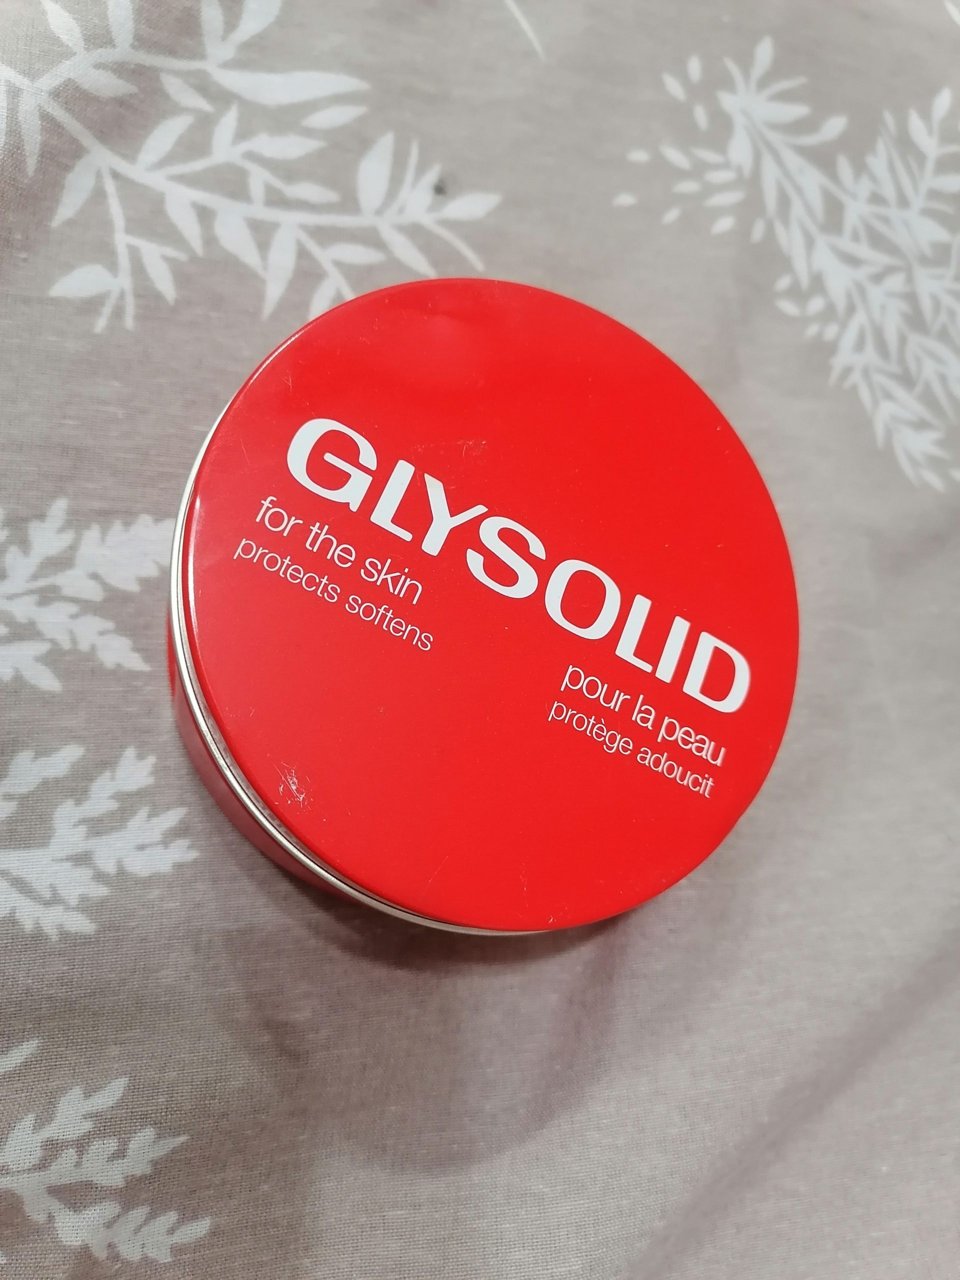 GLYSOLID
for the skin
protects softens
pour la peau
protège adoucit